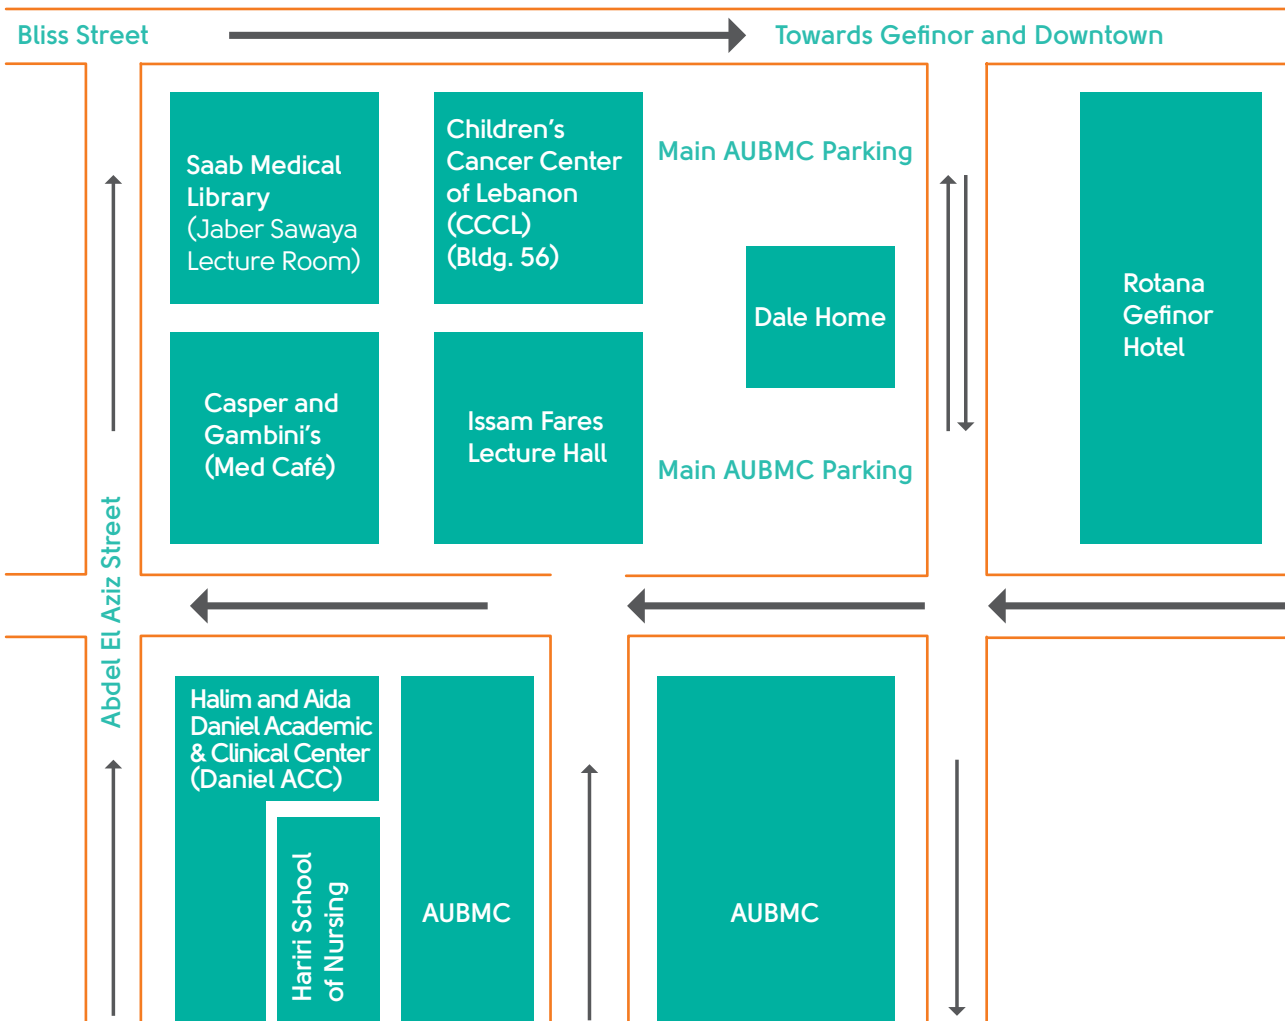 Bliss Street
Towards Gefinor and Downtown
Saab Medical
Library
(Jaber Sawaya
Lecture Room)
Children's
Cancer Center
of Lebanon
(CCCL)
(Bldg. 56)
Main AUBMC Parking
Dale Home
Rotana
Gefinor
Hotel
Casper and
Gambini's
(Med Café)
Issam Fares
Lecture Hall
Main AUBMC Parking
Abdel El Aziz Street
Halim and Aida
Daniel Academic
& Clinical Center
(Daniel ACC)
Hariri School
of Nursing
AUBMC
AUBMC